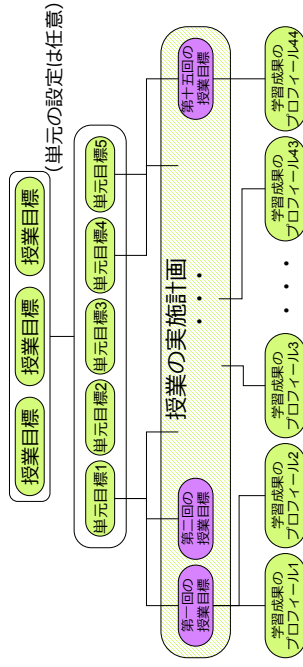 授業目標
授業目標
授業目標
(単元の設定は任意)
単元目標1
単元目標2
単元目標3
単元目標4
単元目標5
授業の実施計画
第一回の
授業目標
第二回の
授業目標
・・・
第十五回の
授業目標
学習成果の
プロフィール1
学習成果の
プロフィール2
学習成果の
プロフィール3
・・・
学習成果の
プロフィール43
学習成果の
プロフィール44